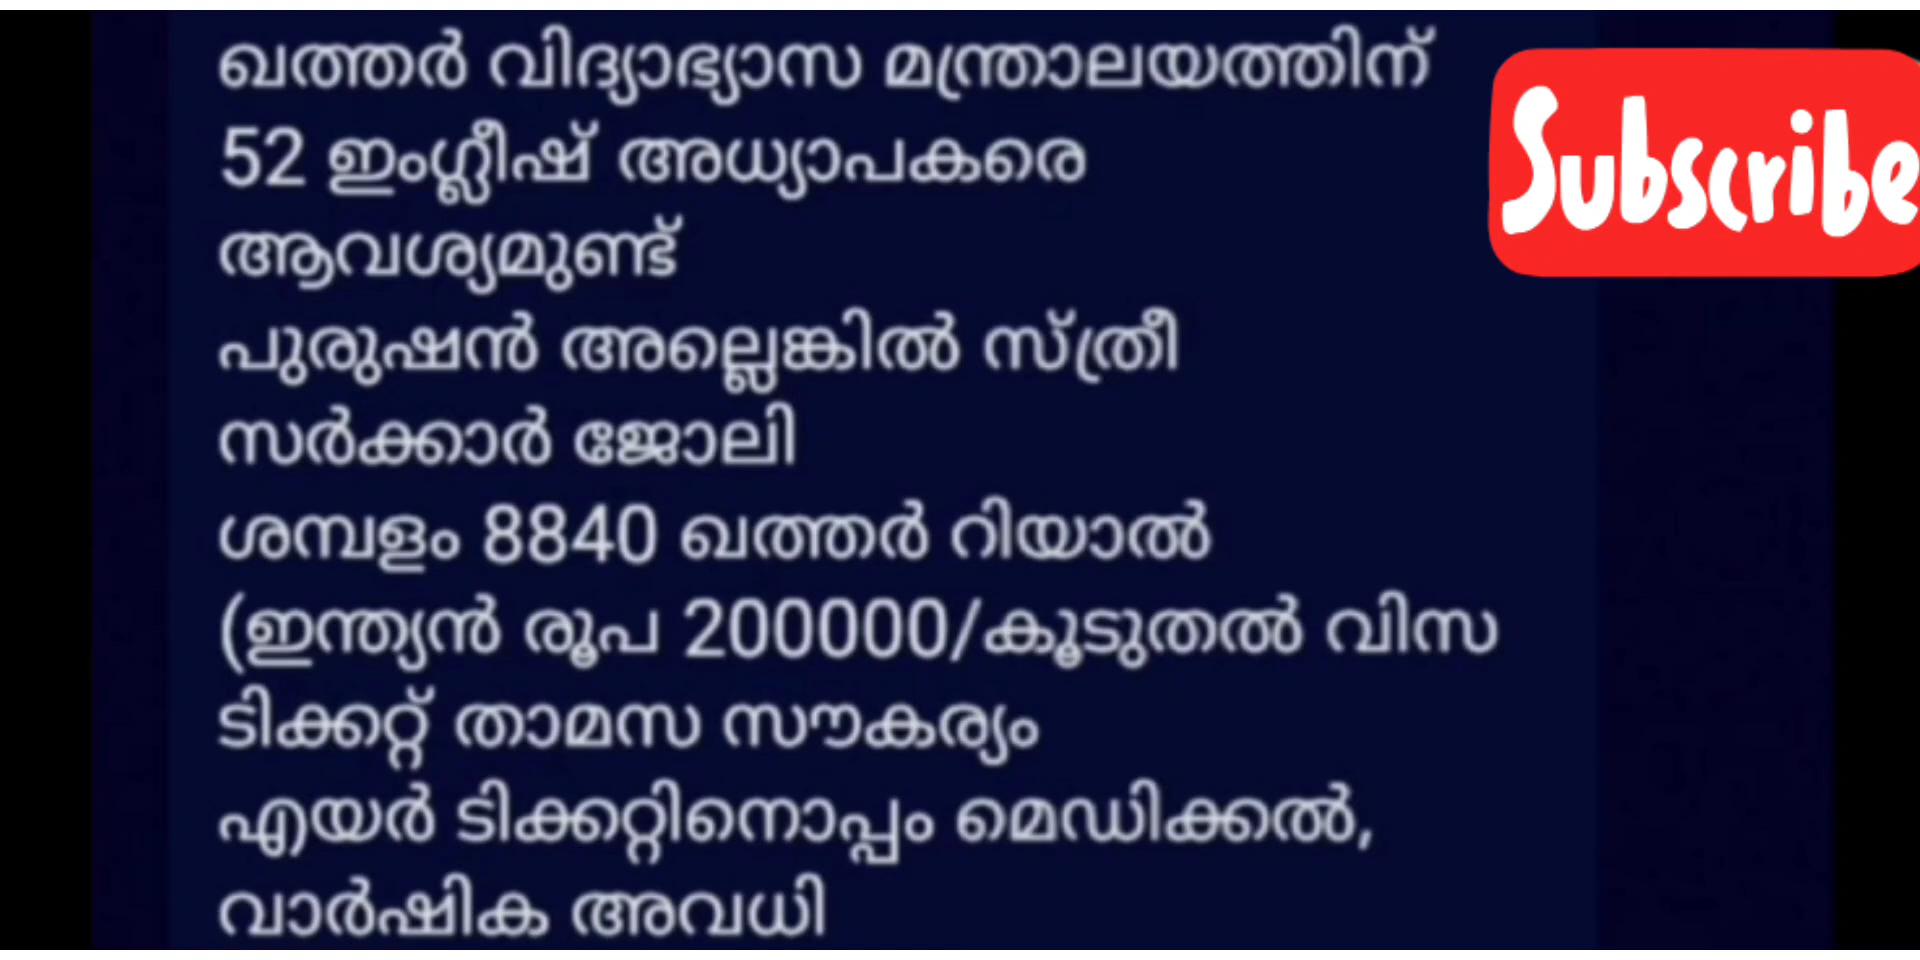 ഖത്തർ വിദ്യാഭ്യാസ മന്ത്രാലയത്തിന്
52 ഇംഗ്ലീഷ് അധ്യാപകരെ
ആവശ്യമുണ്ട്
പുരുഷൻ അല്ലെങ്കിൽ സ്ത്രീ
സർക്കാർ ജോലി
ശമ്പളം 8840 ഖത്തർ റിയാൽ
(ഇന്ത്യൻ രൂപ 200000/കൂടുതൽ വിസ
ടിക്കറ്റ് താമസ സൗകര്യം
എയർ ടിക്കറ്റിനൊപ്പം മെഡിക്കൽ,
വാർഷിക അവധി
Subscribe